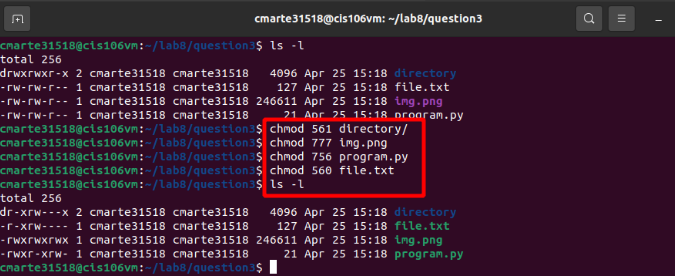 cmarte31518@cis106vm: ~/lab8/question3
cmarte31518@cis106vm:~/lab8/question3$ ls -l
total 256
drwxrwxr-x 2 cmarte31518 cmarte31518   4096 Apr 25 15:18 directory
-rw-rw-r-- 1 cmarte31518 cmarte31518    127 Apr 25 15:18 file.txt
-rw-rw-r-- 1 cmarte31518 cmarte31518 246611 Apr 25 15:18 img.png
-rw-rw-r-- 1 cmarte31518 cmarte31518     21 Apr 25 15:18 program.py
cmarte31518@cis106vm:~/lab8/question3$ chmod 561 directory/
cmarte31518@cis106vm:~/lab8/question3$ chmod 777 img.png
cmarte31518@cis106vm:~/lab8/question3$ chmod 756 program.py
cmarte31518@cis106vm:~/lab8/question3$ chmod 560 file.txt
cmarte31518@cis106vm:~/lab8/question3$ ls -l
total 256
dr-xrw---x 2 cmarte31518 cmarte31518   4096 Apr 25 15:18 directory
-r-xrw---- 1 cmarte31518 cmarte31518    127 Apr 25 15:18 file.txt
-rwxrwxrwx 1 cmarte31518 cmarte31518 246611 Apr 25 15:18 img.png
-rwxr-xrw- 1 cmarte31518 cmarte31518     21 Apr 25 15:18 program.py
cmarte31518@cis106vm:~/lab8/question3$